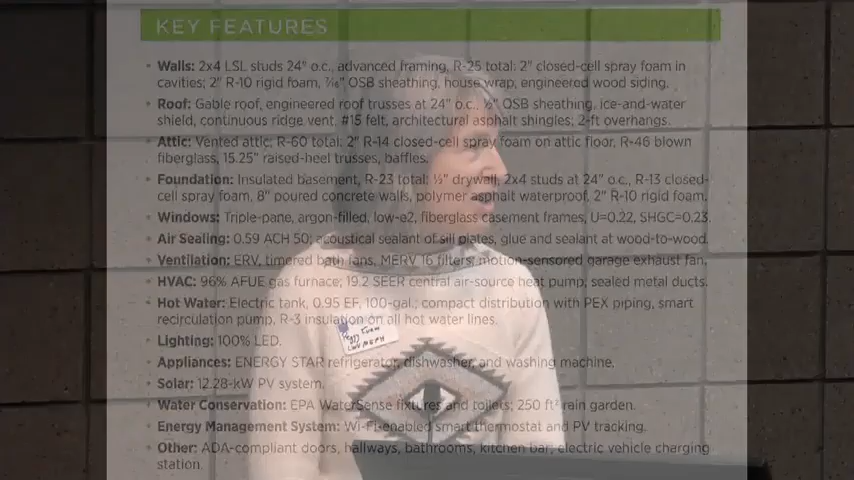 KEY FEATURES
• Walls: 2x4 LSL studs 24" o.c., advanced framing, R-25 total: 2" closed-cell spray foam in
cavities; 2" R-10 rigid foam, 7/16" OSB sheathing, house wrap, engineered wood siding.
• Roof: Gable roof, engineered roof trusses at 24" o.c., ½" OSB sheathing, ice-and-water
shield, continuous ridge vent, #15 felt, architectural asphalt shingles; 2-ft overhangs.
• Attic: Vented attic, R-60 total: 2" R-14 closed-cell spray foam on attic floor, R-46 blown
fiberglass, 15.25" raised-heel trusses, baffles.
• Foundation: Insulated basement, R-23 total: ½" drywall, 2x4 studs at 24" o.c., R-13 closed-
cell spray foam, 8" poured concrete walls, polymer asphalt waterproof, 2" R-10 rigid foam.
• Windows: Triple-pane, argon-filled, low-e2, fiberglass casement frames, U=0.22, SHGC=0.23.
• Air Sealing: 0.59 ACH 50; acoustical sealant of sill plates, glue and sealant at wood-to-wood.
• Ventilation: ERV, timered bath fans, MERV 16 filters; motion-sensored garage exhaust fan.
• HVAC: 96% AFUE gas furnace; 19.2 SEER central air-source heat pump; sealed metal ducts.
• Hot Water: Electric tank, 0.95 EF, 100-gal.; compact distribution with PEX piping, smart
recirculation pump, R-3 insulation on all hot water lines.
• Lighting: 100% LED.
• Appliances: ENERGY STAR refrigerator, dishwasher, and washing machine.
• Solar: 12.28-kW PV system.
• Water Conservation: EPA WaterSense fixtures and toilets; 250 ft² rain garden.
• Energy Management System: Wi-Fi-enabled smart thermostat and PV tracking.
• Other: ADA-compliant doors, hallways, bathrooms, kitchen bar, electric vehicle charging
station.
Peggy